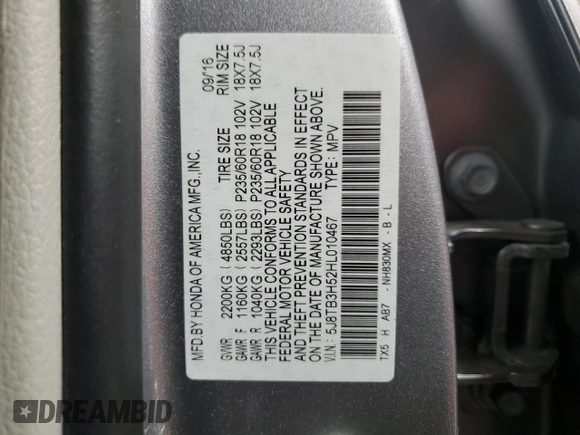 MFD.BY HONDA OF AMERICA MFG.,INC. 09/16
GVWR 2200KG ( 4850LBS) TIRE SIZE RIM SIZE
GAWR F 1160KG ( 2557LBS) P235/60R18 102V 18X7.5J
GAWR R 1040KG ( 2293LBS) P235/60R18 102V 18X7.5J
THIS VEHICLE CONFORMS TO ALL APPLICABLE
FEDERAL MOTOR VEHICLE SAFETY
AND THEFT PREVENTION STANDARDS IN EFFECT
ON THE DATE OF MANUFACTURE SHOWN ABOVE.
V.I.N.: 5J8TB3H52HL010467 TYPE: MPV
TX5 H AB7 - NH830MX - B - L
DREAMBID